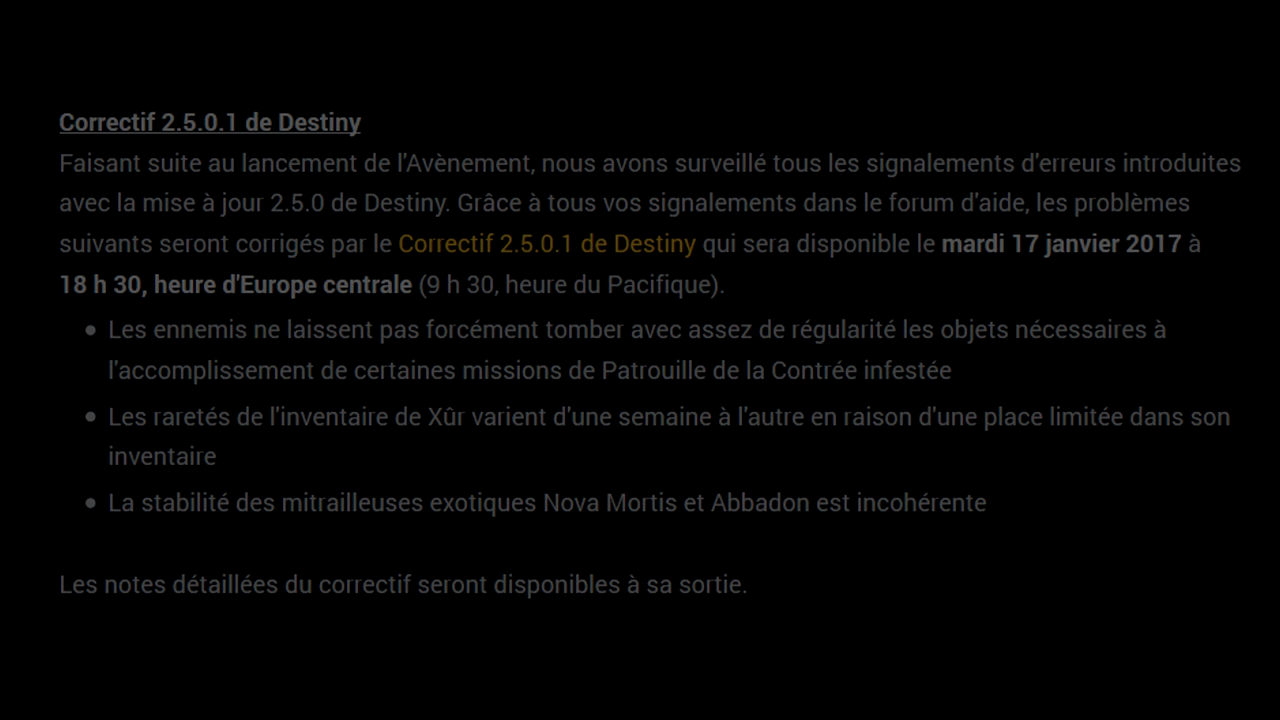 Correctif 2.5.0.1 de Destiny
Faisant suite au lancement de l'Avènement, nous avons surveillé tous les signalements d'erreurs introduites
avec la mise à jour 2.5.0 de Destiny. Grâce à tous vos signalements dans le forum d'aide, les problèmes
suivants seront corrigés par le Correctif 2.5.0.1 de Destiny qui sera disponible le mardi 17 janvier 2017 à
18 h 30, heure d'Europe centrale (9 h 30, heure du Pacifique).
● Les ennemis ne laissent pas forcément tomber avec assez de régularité les objets nécessaires à
l'accomplissement de certaines missions de Patrouille de la Contrée infestée
● Les raretés de l'inventaire de Xûr varient d'une semaine à l'autre en raison d'une place limitée dans son
inventaire
● La stabilité des mitrailleuses exotiques Nova Mortis et Abbadon est incohérente
Les notes détaillées du correctif seront disponibles à sa sortie.